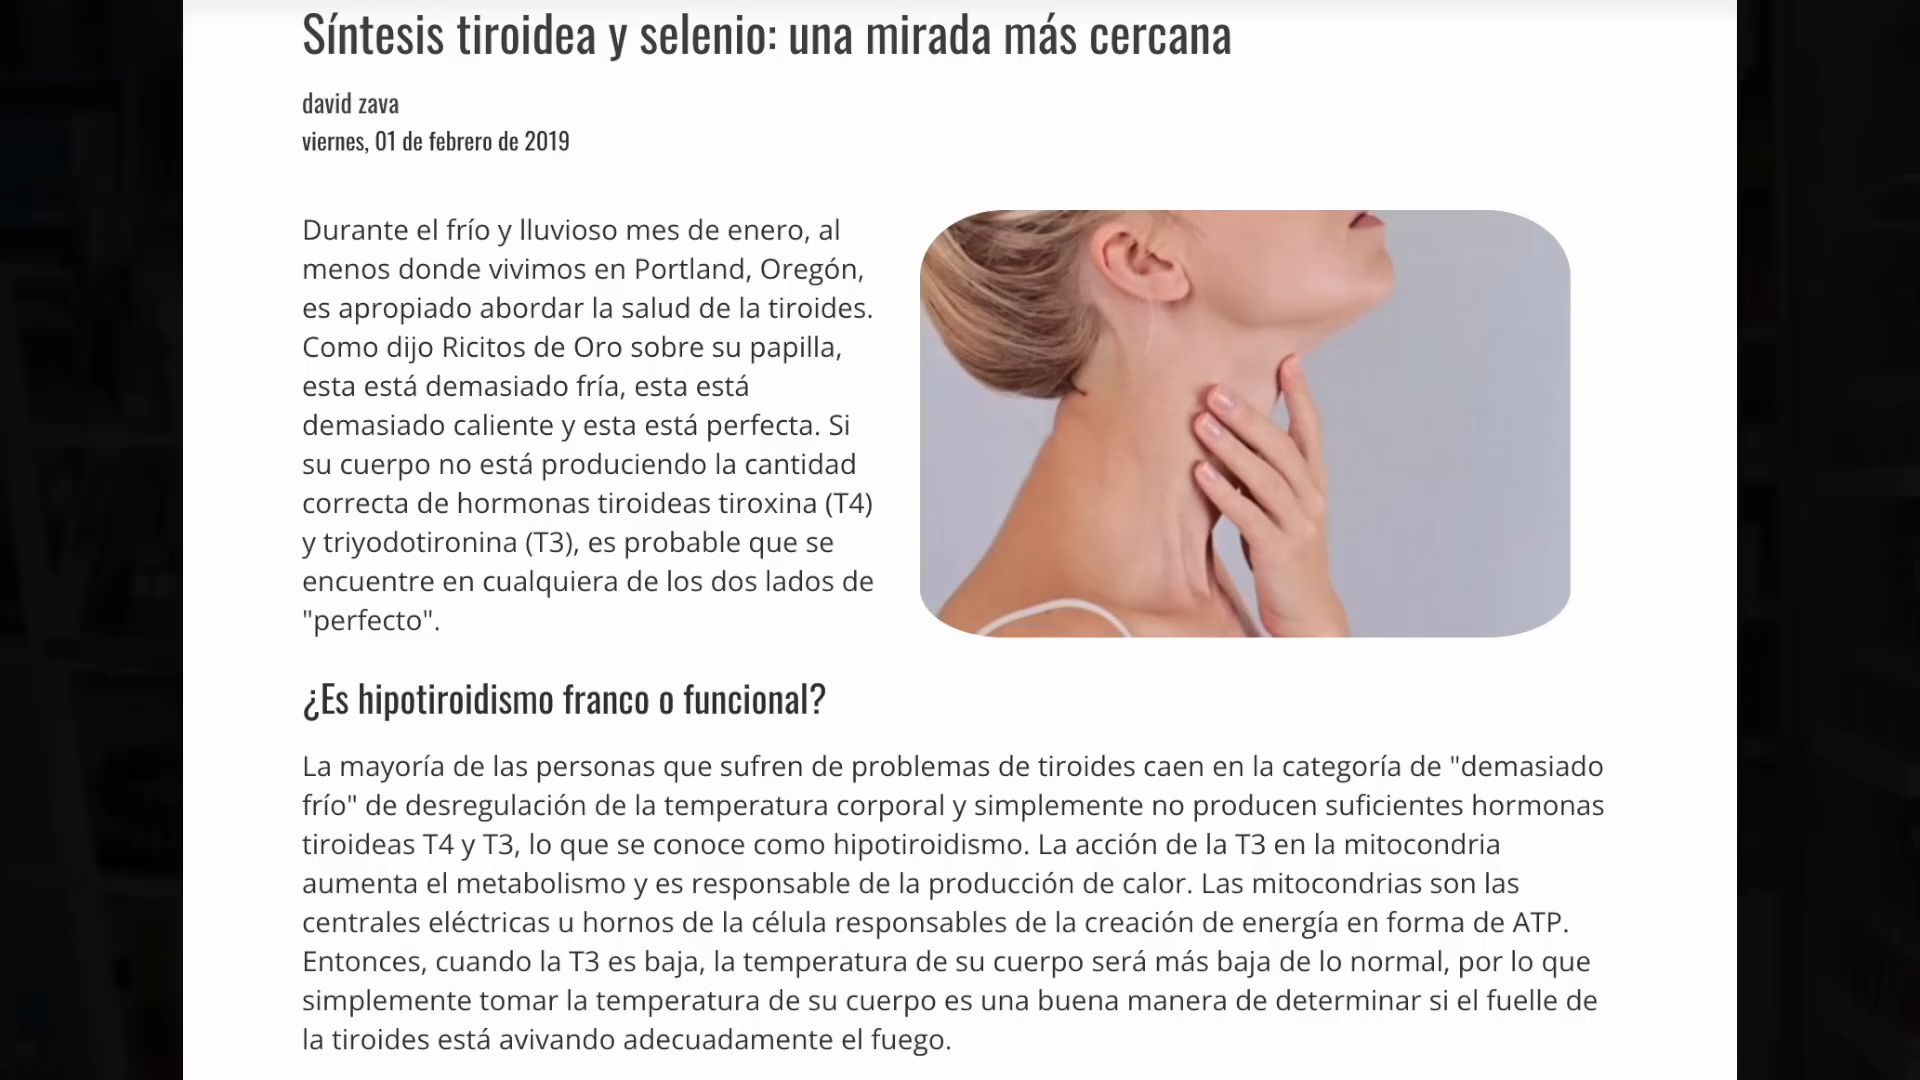 Síntesis tiroidea y selenio: una mirada más cercana
david zava
viernes, 01 de febrero de 2019
Durante el frío y lluvioso mes de enero, al
menos donde vivimos en Portland, Oregón,
es apropiado abordar la salud de la tiroides.
Como dijo Ricitos de Oro sobre su papilla,
esta está demasiado fría, esta está
demasiado caliente y esta está perfecta. Si
su cuerpo no está produciendo la cantidad
correcta de hormonas tiroideas tiroxina (T4)
y triyodotironina (T3), es probable que se
encuentre en cualquiera de los dos lados de
"perfecto".
¿Es hipotiroidismo franco o funcional?
La mayoría de las personas que sufren de problemas de tiroides caen en la categoría de "demasiado
frío" de desregulación de la temperatura corporal y simplemente no producen suficientes hormonas
tiroideas T4 y T3, lo que se conoce como hipotiroidismo. La acción de la T3 en la mitocondria
aumenta el metabolismo y es responsable de la producción de calor. Las mitocondrias son las
centrales eléctricas u hornos de la célula responsables de la creación de energía en forma de ATP.
Entonces, cuando la T3 es baja, la temperatura de su cuerpo será más baja de lo normal, por lo que
simplemente tomar la temperatura de su cuerpo es una buena manera de determinar si el fuelle de
la tiroides está avivando adecuadamente el fuego.